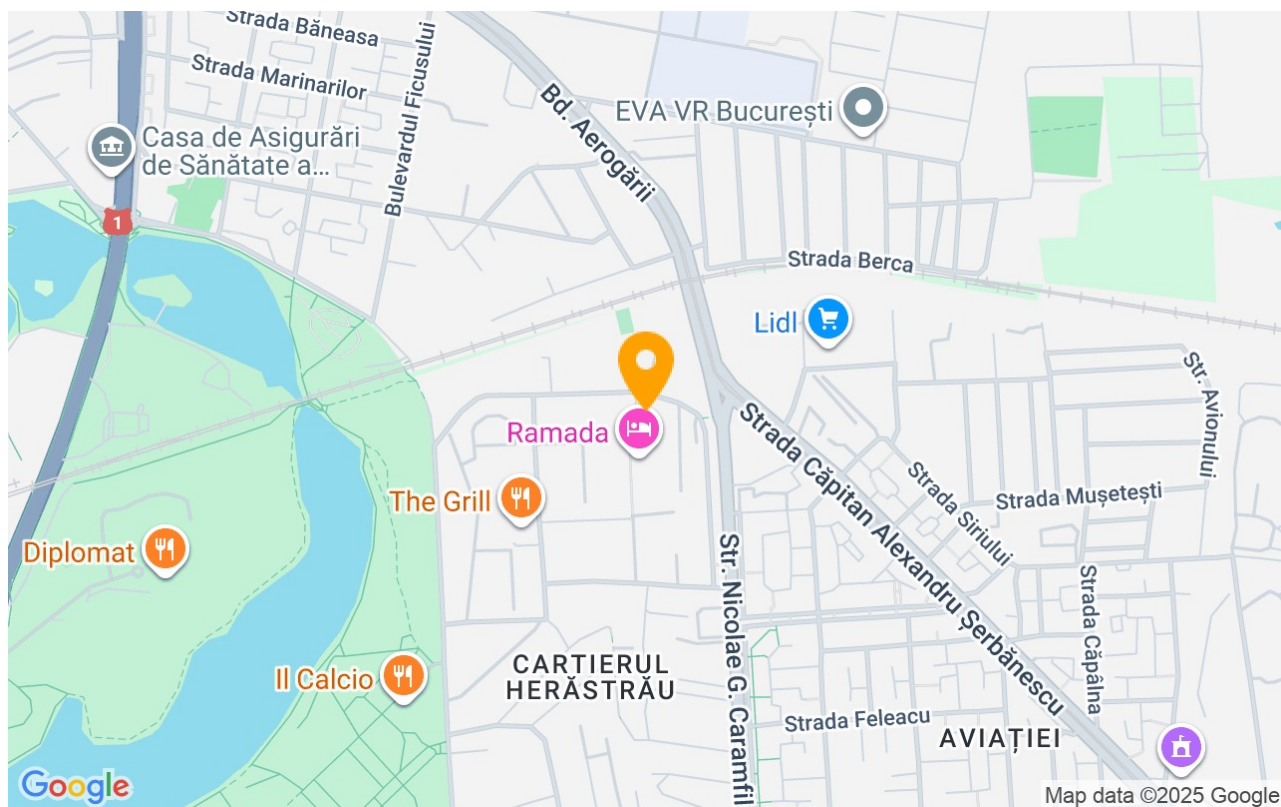 Strada Băneasa
Strada Marinarilor
Bulevardul Ficusului
Bd. Aerogării
EVA VR București
Casa de Asigurări
de Sănătate a...
1
Strada Berca
Lidl
Str. Avionului
Ramada
Strada Căpitan Alexandru Șerbănescu
The Grill
Strada Siriului
Strada Mușetești
Diplomat
Str. Nicolae G. Caramfil
Strada Căpâlna
CARTIERUL
HERĂSTRĂU
Il Calcio
Strada Feleacu
AVIAȚIEI
Google
Map data ©2025 Google